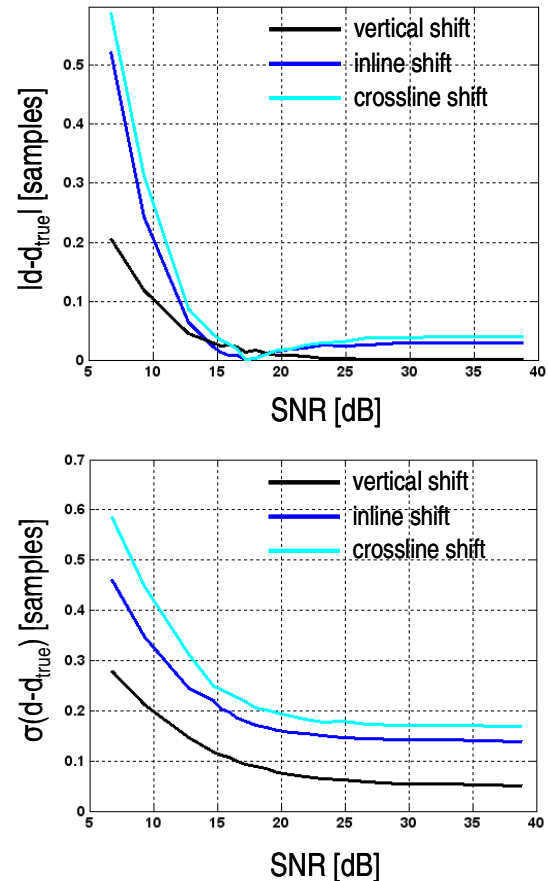 vertical shift
inline shift
crossline shift
|d-d_true| [samples]
0.5
0.4
0.3
0.2
0.1
0
5 10 15 20 25 30 35 40
SNR [dB]
vertical shift
inline shift
crossline shift
σ(d-d_true) [samples]
0.7
0.6
0.5
0.4
0.3
0.2
0.1
0
5 10 15 20 25 30 35 40
SNR [dB]